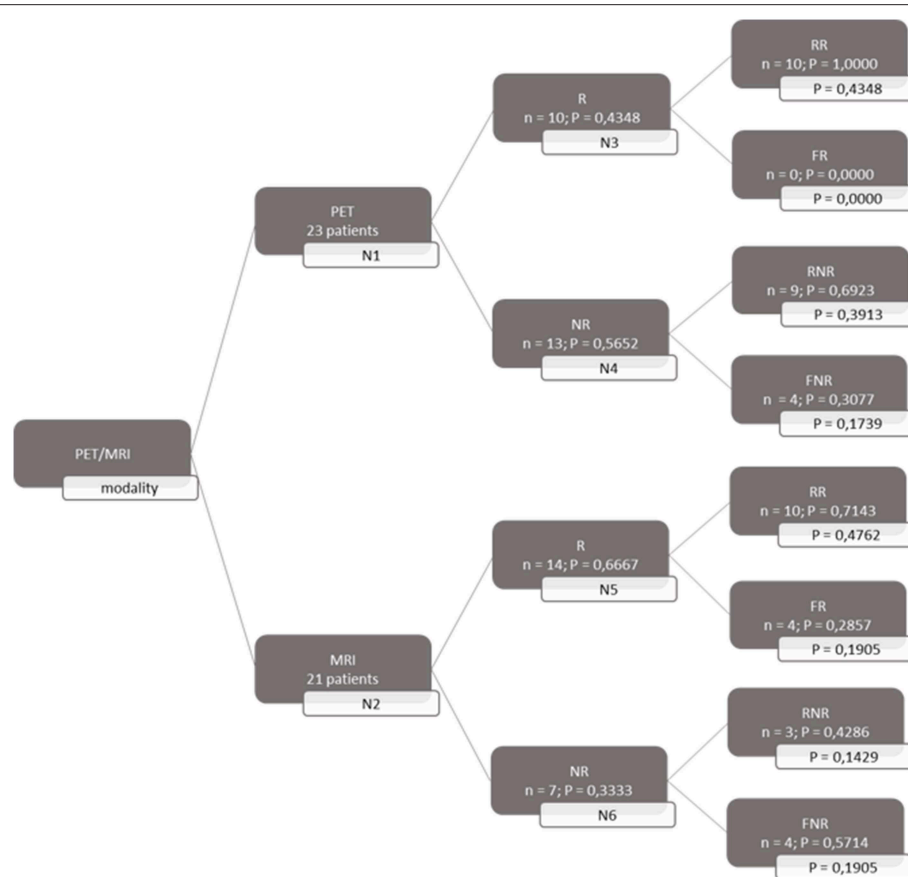 PET/MRI
modality
PET
23 patients
N1
MRI
21 patients
N2
R
n = 10; P = 0,4348
N3
NR
n = 13; P = 0,5652
N4
R
n = 14; P = 0,6667
N5
NR
n = 7; P = 0,3333
N6
RR
n = 10; P = 1,0000
P = 0,4348
FR
n = 0; P = 0,0000
P = 0,0000
RNR
n = 9; P = 0,6923
P = 0,3913
FNR
n = 4; P = 0,3077
P = 0,1739
RR
n = 10; P = 0,7143
P = 0,4762
FR
n = 4; P = 0,2857
P = 0,1905
RNR
n = 3; P = 0,4286
P = 0,1429
FNR
n = 4; P = 0,5714
P = 0,1905